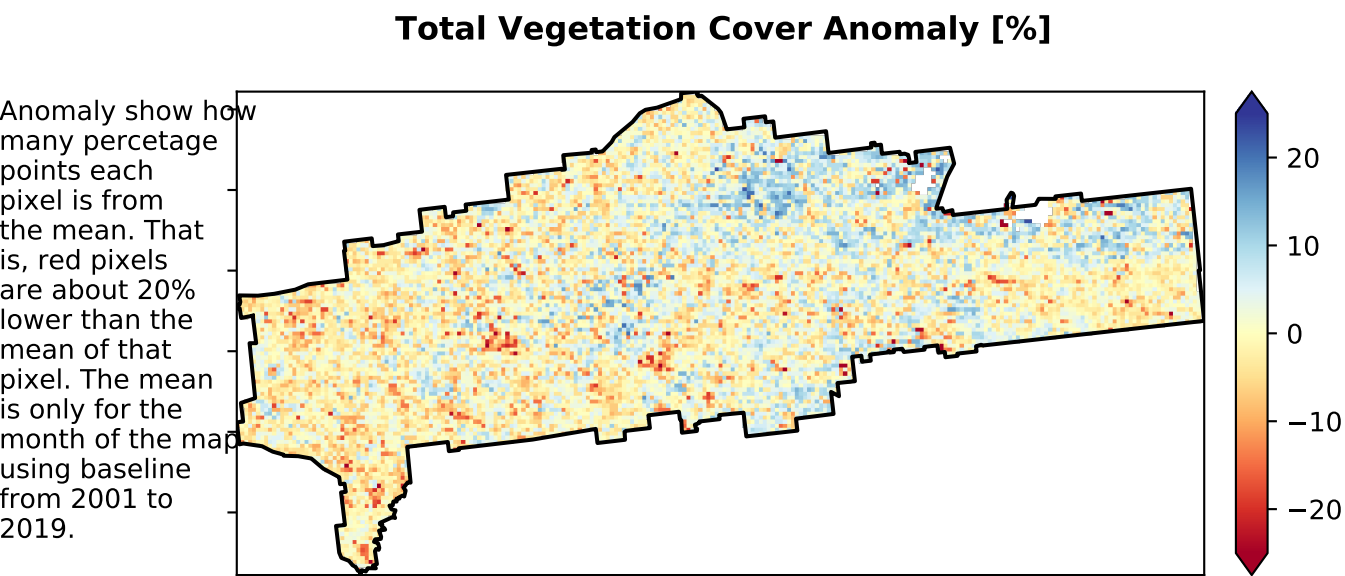 Total Vegetation Cover Anomaly [%]
Anomaly show how
many percetage
points each
pixel is from
the mean. That
is, red pixels
are about 20%
lower than the
mean of that
pixel. The mean
is only for the
month of the map
using baseline
from 2001 to
2019.
20
10
0
−10
−20